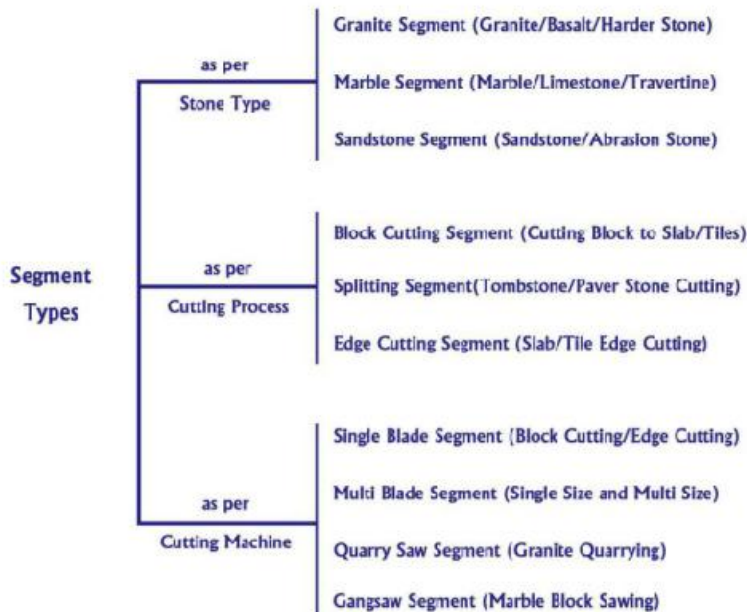 Segment
Types
as per
Stone Type
Granite Segment (Granite/Basalt/Harder Stone)
Marble Segment (Marble/Limestone/Travertine)
Sandstone Segment (Sandstone/Abrasion Stone)
as per
Cutting Process
Block Cutting Segment (Cutting Block to Slab/Tiles)
Splitting Segment(Tombstone/Paver Stone Cutting)
Edge Cutting Segment (Slab/Tile Edge Cutting)
as per
Cutting Machine
Single Blade Segment (Block Cutting/Edge Cutting)
Multi Blade Segment (Single Size and Multi Size)
Quarry Saw Segment (Granite Quarrying)
Gangsaw Segment (Marble Block Sawing)